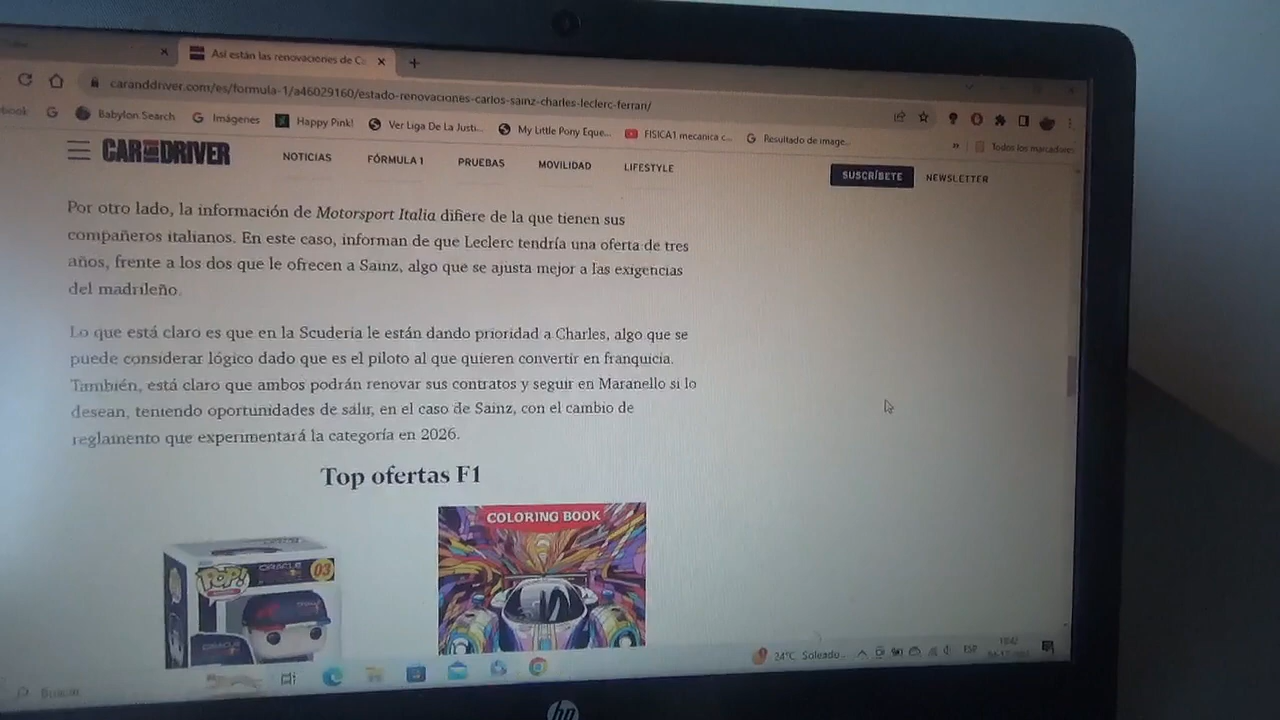 Así están las renovaciones de Ca
caranddriver.com/es/formula-1/a46029160/estado-renovaciones-carlos-sainz-charles-leclerc-ferrari/
book
Babylon Search
Imágenes
Happy Pink!
Ver Liga De La Justi...
My Little Pony Eque...
FISICA1 mecanica c...
Resultado de image...
»
Todos los marcadores
CAR AND DRIVER
NOTICIAS
FÓRMULA 1
PRUEBAS
MOVILIDAD
LIFESTYLE
SUSCRÍBETE
NEWSLETTER
Por otro lado, la información de Motorsport Italia difiere de la que tienen sus
compañeros italianos. En este caso, informan de que Leclerc tendría una oferta de tres
años, frente a los dos que le ofrecen a Sainz, algo que se ajusta mejor a las exigencias
del madrileño.
Lo que está claro es que en la Scuderia le están dando prioridad a Charles, algo que se
puede considerar lógico dado que es el piloto al que quieren convertir en franquicia.
También, está claro que ambos podrán renovar sus contratos y seguir en Maranello si lo
desean, teniendo oportunidades de salir, en el caso de Sainz, con el cambio de
reglamento que experimentará la categoría en 2026.
Top ofertas F1
COLORING BOOK
POP!
ORACLE
03
ORACLE
24°C Soleado
ESP
Buscar
hp